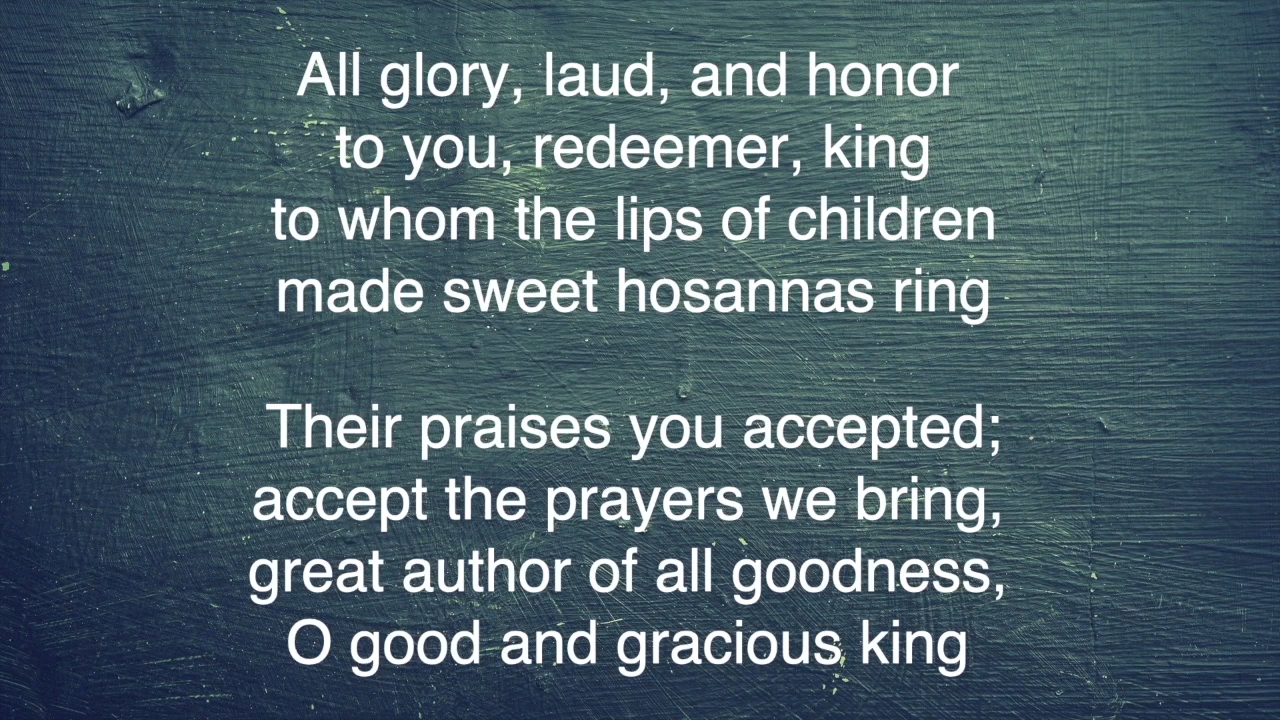 All glory, laud, and honor
to you, redeemer, king
to whom the lips of children
made sweet hosannas ring
Their praises you accepted;
accept the prayers we bring,
great author of all goodness,
O good and gracious king